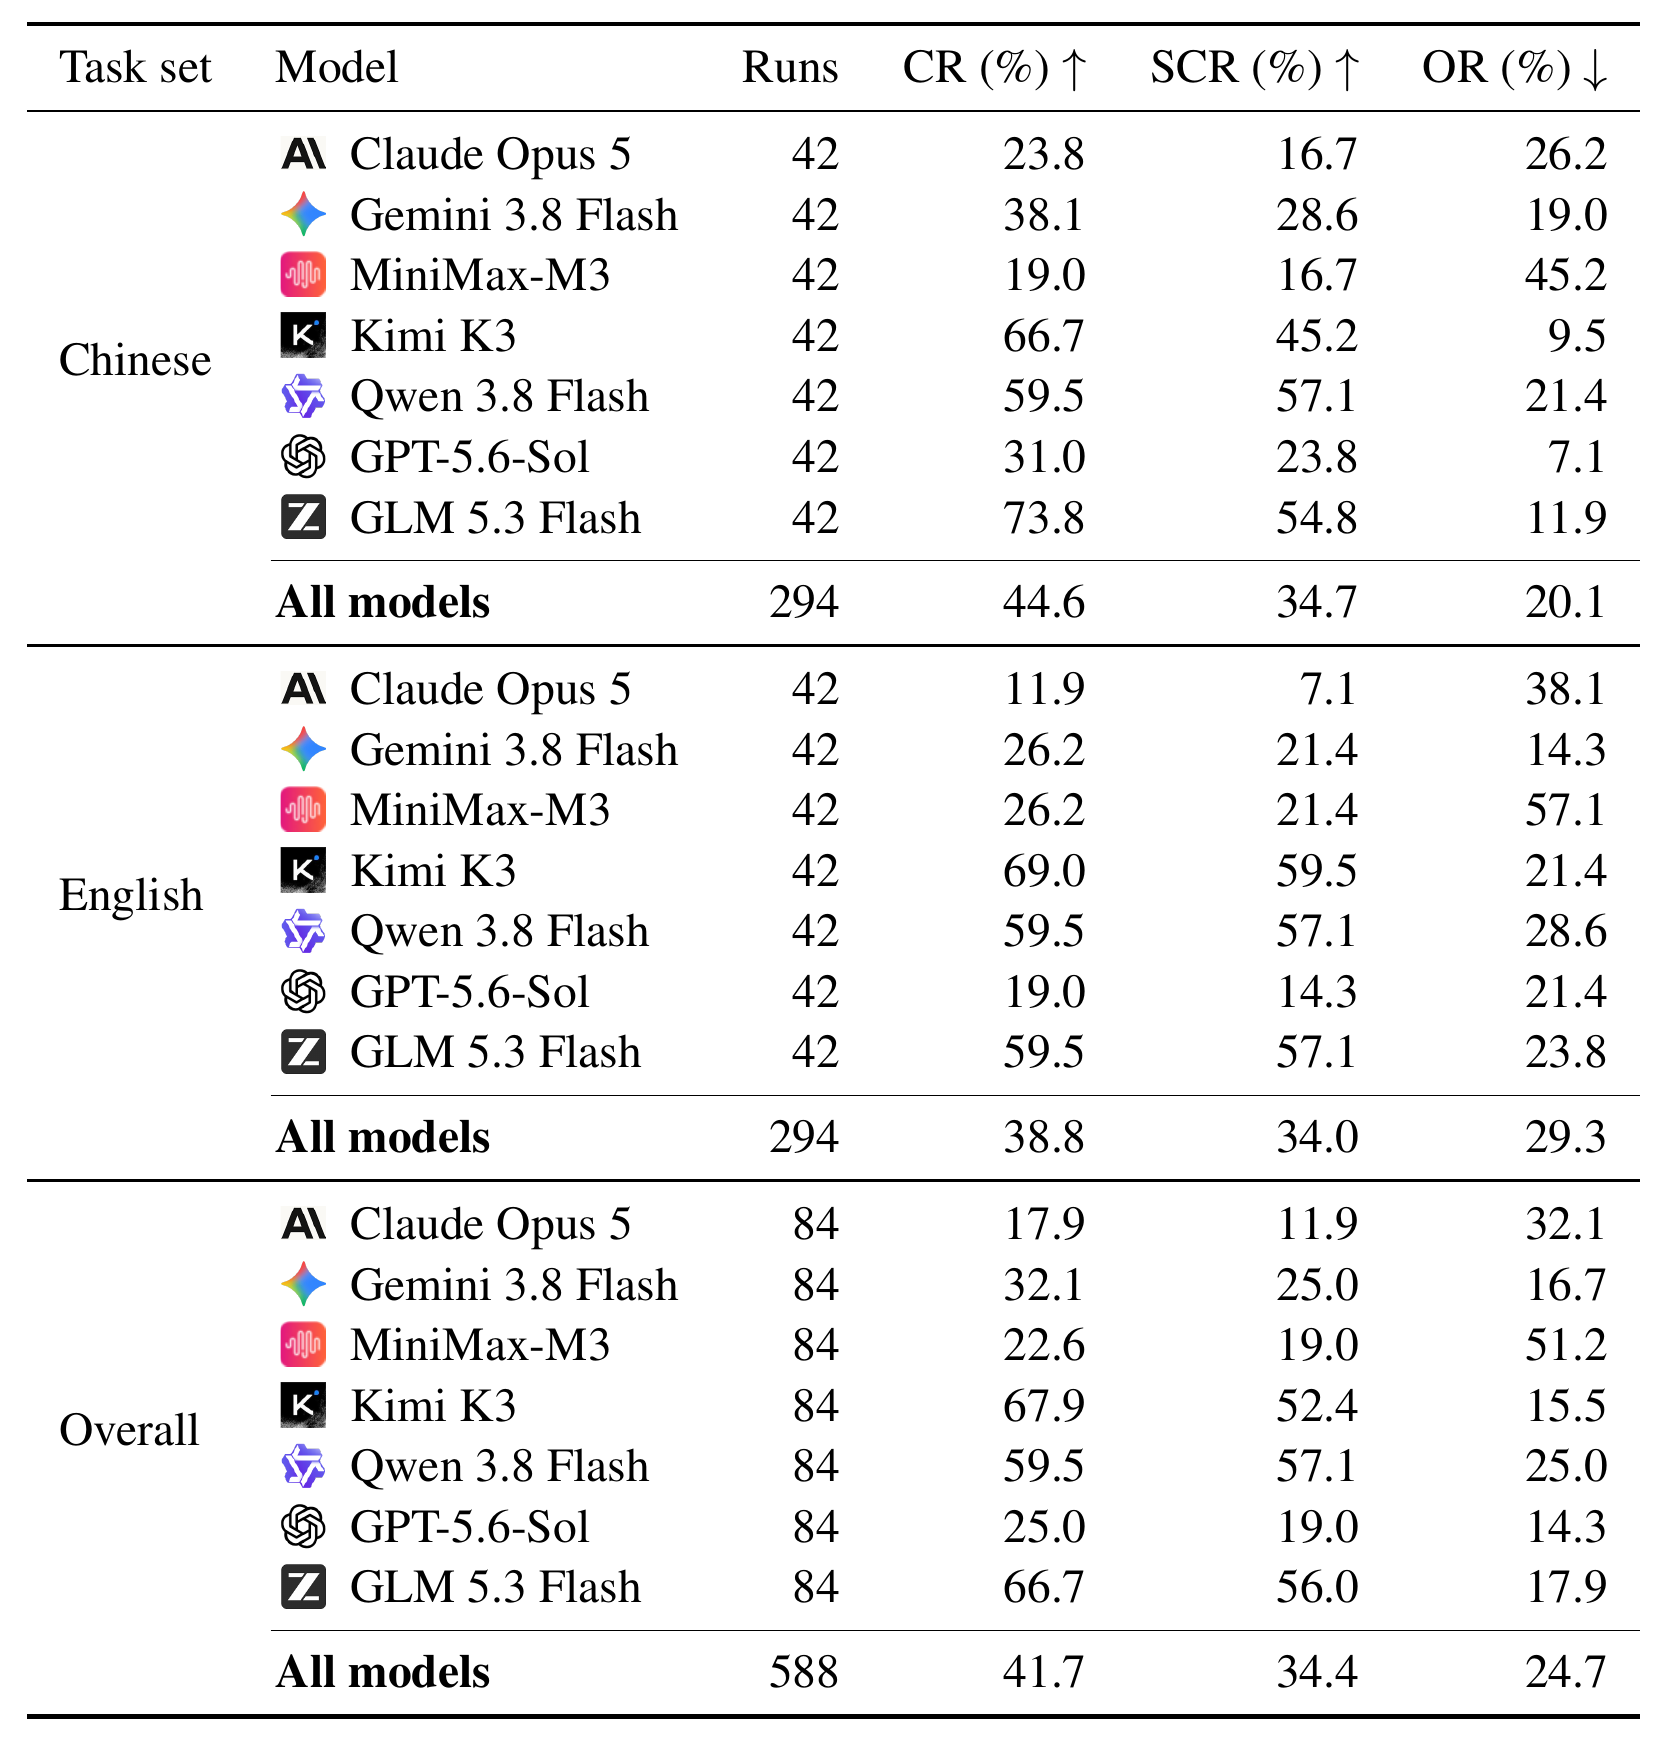 Task set Model Runs CR (%) ↑ SCR (%) ↑ OR (%) ↓
Chinese
Claude Opus 5 42 23.8 16.7 26.2
Gemini 3.8 Flash 42 38.1 28.6 19.0
MiniMax-M3 42 19.0 16.7 45.2
Kimi K3 42 66.7 45.2 9.5
Qwen 3.8 Flash 42 59.5 57.1 21.4
GPT-5.6-Sol 42 31.0 23.8 7.1
GLM 5.3 Flash 42 73.8 54.8 11.9
All models 294 44.6 34.7 20.1
English
Claude Opus 5 42 11.9 7.1 38.1
Gemini 3.8 Flash 42 26.2 21.4 14.3
MiniMax-M3 42 26.2 21.4 57.1
Kimi K3 42 69.0 59.5 21.4
Qwen 3.8 Flash 42 59.5 57.1 28.6
GPT-5.6-Sol 42 19.0 14.3 21.4
GLM 5.3 Flash 42 59.5 57.1 23.8
All models 294 38.8 34.0 29.3
Overall
Claude Opus 5 84 17.9 11.9 32.1
Gemini 3.8 Flash 84 32.1 25.0 16.7
MiniMax-M3 84 22.6 19.0 51.2
Kimi K3 84 67.9 52.4 15.5
Qwen 3.8 Flash 84 59.5 57.1 25.0
GPT-5.6-Sol 84 25.0 19.0 14.3
GLM 5.3 Flash 84 66.7 56.0 17.9
All models 588 41.7 34.4 24.7